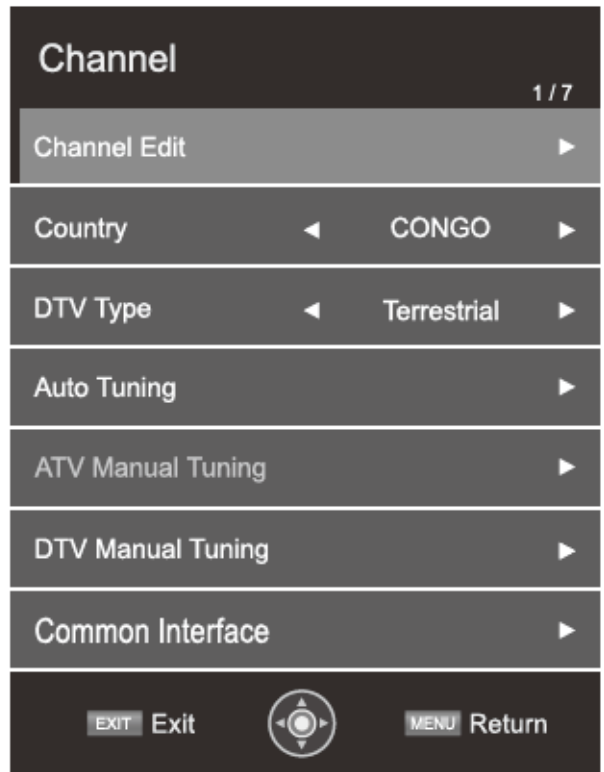 Channel
1 / 7
Channel Edit
Country CONGO
DTV Type Terrestrial
Auto Tuning
ATV Manual Tuning
DTV Manual Tuning
Common Interface
EXIT Exit MENU Return